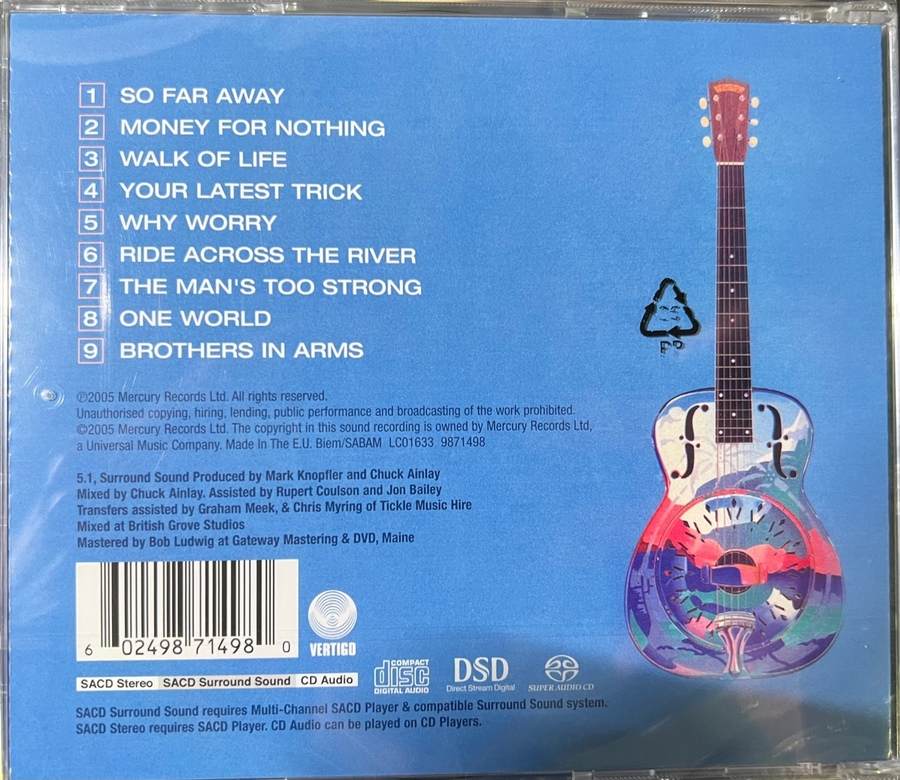 1 SO FAR AWAY
2 MONEY FOR NOTHING
3 WALK OF LIFE
4 YOUR LATEST TRICK
5 WHY WORRY
6 RIDE ACROSS THE RIVER
7 THE MAN'S TOO STRONG
8 ONE WORLD
9 BROTHERS IN ARMS
℗2005 Mercury Records Ltd. All rights reserved.
Unauthorised copying, hiring, lending, public performance and broadcasting of the work prohibited.
©2005 Mercury Records Ltd. The copyright in this sound recording is owned by Mercury Records Ltd,
a Universal Music Company. Made In The E.U. Biem/SABAM LC01633 9871498
5.1, Surround Sound Produced by Mark Knopfler and Chuck Ainlay
Mixed by Chuck Ainlay. Assisted by Rupert Coulson and Jon Bailey
Transfers assisted by Graham Meek, & Chris Myring of Tickle Music Hire
Mixed at British Grove Studios
Mastered by Bob Ludwig at Gateway Mastering & DVD, Maine
6 02498 71498 0
VERTIGO
COMPACT
disc
DIGITAL AUDIO
DSD
Direct Stream Digital
SUPER AUDIO CD
SACD Stereo SACD Surround Sound CD Audio
SACD Surround Sound requires Multi-Channel SACD Player & compatible Surround Sound system.
SACD Stereo requires SACD Player. CD Audio can be played on CD Players.